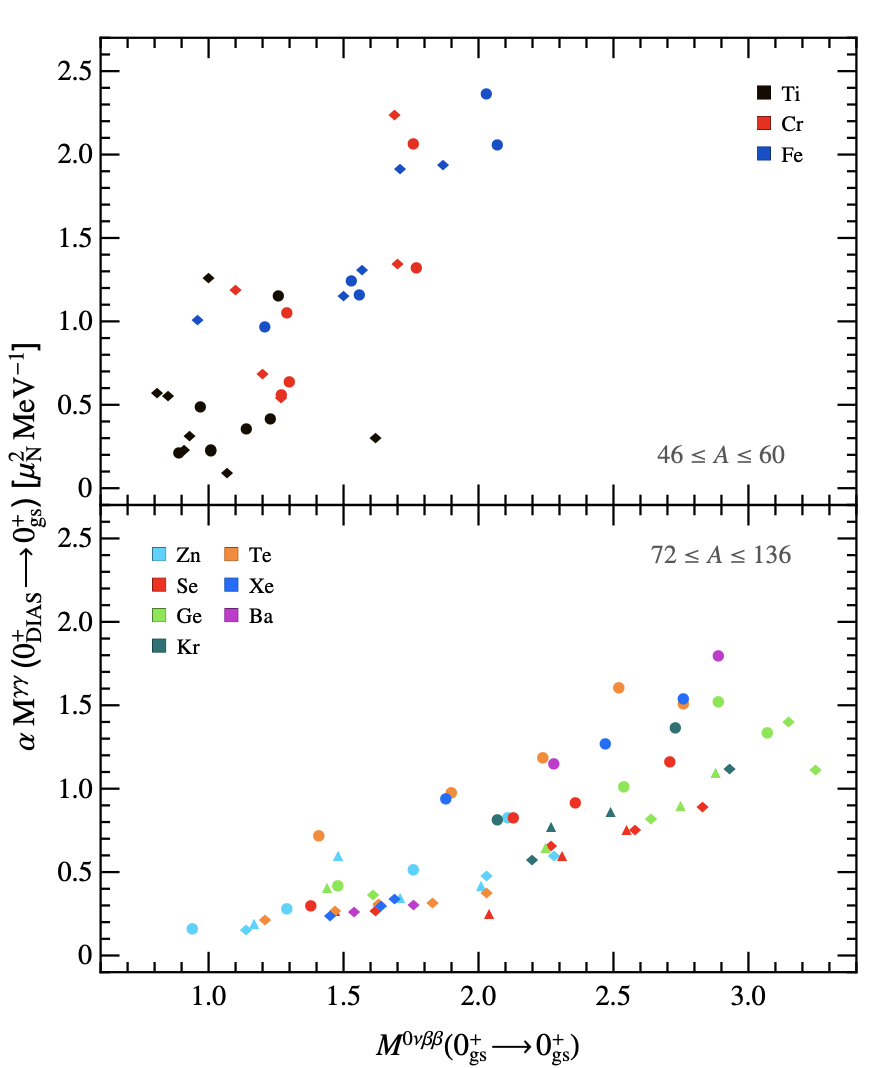 2.5
2.0
1.5
1.0
0.5
0
Ti
Cr
Fe
46 ≤ A ≤ 60
α M^γγ (0⁺_DIAS ⟶ 0⁺_gs) [μ²_N MeV⁻¹]
2.5
2.0
1.5
1.0
0.5
0
Zn Te
Se Xe
Ge Ba
Kr
72 ≤ A ≤ 136
1.0 1.5 2.0 2.5 3.0
M^0νββ(0⁺_gs ⟶ 0⁺_gs)